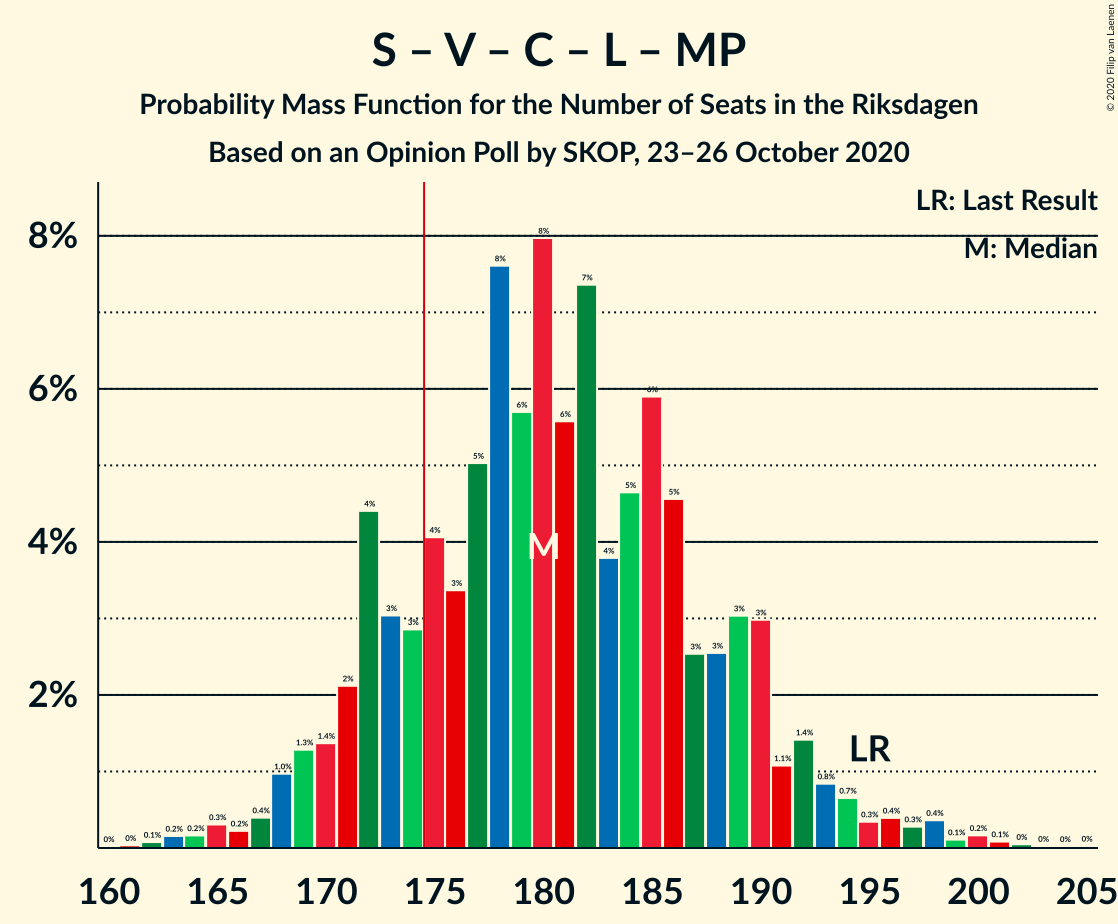 S – V – C – L – MP
Probability Mass Function for the Number of Seats in the Riksdagen
Based on an Opinion Poll by SKOP, 23–26 October 2020
© 2020 Filip van Laenen
LR: Last Result
M: Median
8%
6%
4%
2%
0% 0% 0.1% 0.2% 0.2% 0.3% 0.2% 0.4% 1.0% 1.3% 1.4% 2% 4% 3% 3% 4% 3% 5% 8% 6% 8% 6% 7% 4% 5% 6% 5% 3% 3% 3% 3% 1.1% 1.4% 0.8% 0.7% 0.3% 0.4% 0.3% 0.4% 0.1% 0.2% 0.1% 0% 0% 0% 0%
M
LR
160 165 170 175 180 185 190 195 200 205